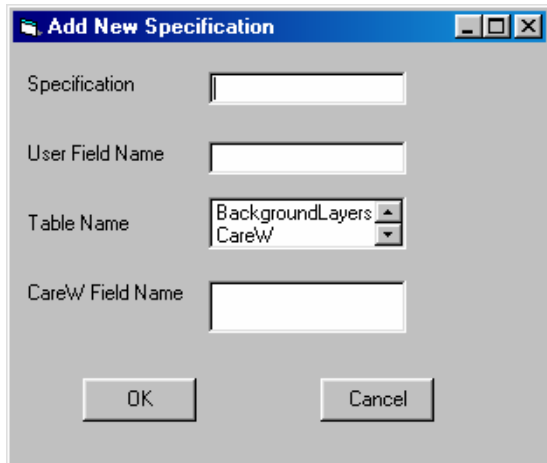 Add New Specification
Specification
User Field Name
Table Name
BackgroundLayers
CareW
CareW Field Name
OK
Cancel